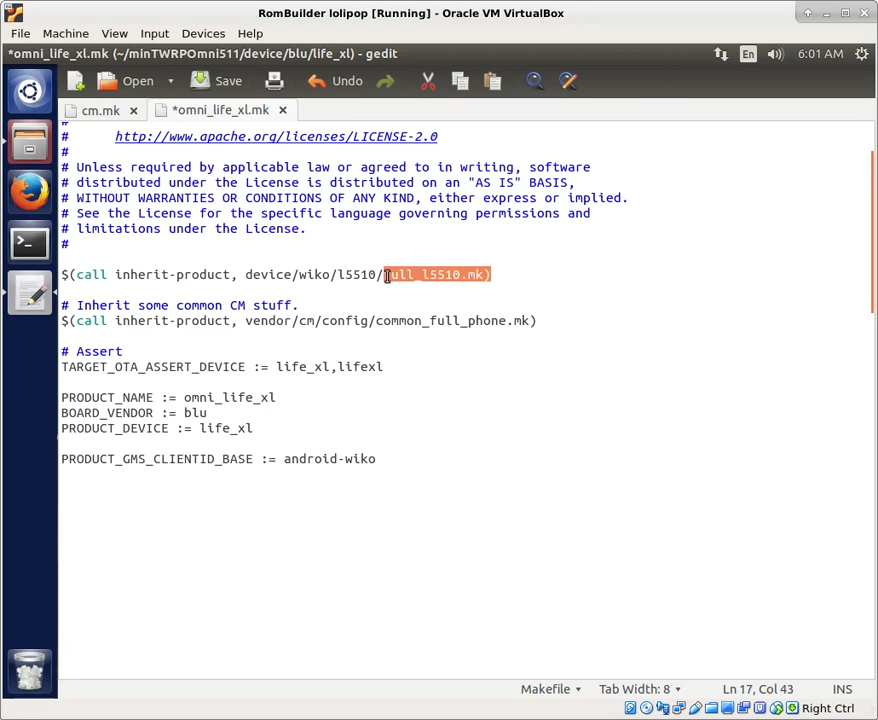 RomBuilder lolipop [Running] - Oracle VM VirtualBox
File Machine View Input Devices Help
*omni_life_xl.mk (~/minTWRPOmni511/device/blu/life_xl) - gedit
En 6:01 AM
Open Save Undo
cm.mk *omni_life_xl.mk
#
# http://www.apache.org/licenses/LICENSE-2.0
#
# Unless required by applicable law or agreed to in writing, software
# distributed under the License is distributed on an "AS IS" BASIS,
# WITHOUT WARRANTIES OR CONDITIONS OF ANY KIND, either express or implied.
# See the License for the specific language governing permissions and
# limitations under the License.
#
$(call inherit-product, device/wiko/l5510/full_l5510.mk)
# Inherit some common CM stuff.
$(call inherit-product, vendor/cm/config/common_full_phone.mk)
# Assert
TARGET_OTA_ASSERT_DEVICE := life_xl,lifexl
PRODUCT_NAME := omni_life_xl
BOARD_VENDOR := blu
PRODUCT_DEVICE := life_xl
PRODUCT_GMS_CLIENTID_BASE := android-wiko
Makefile Tab Width: 8 Ln 17, Col 43 INS
Right Ctrl